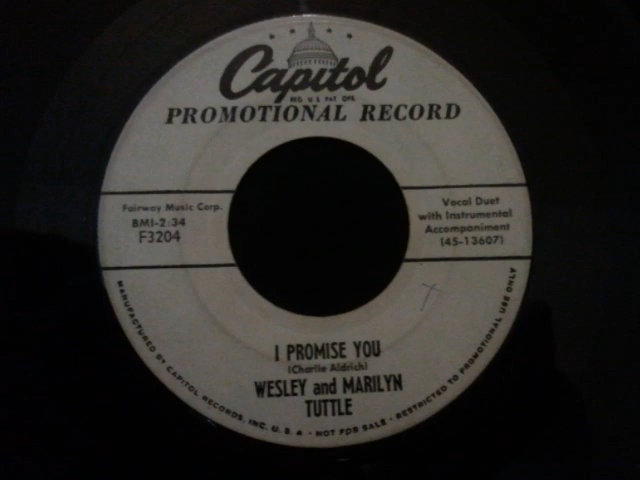 Capitol
REG. U.S. PAT. OFF.
PROMOTIONAL RECORD
Fairway Music Corp.
BMI-2:34
F3204
Vocal Duet
with Instrumental
Accompaniment
(45-13607)
I PROMISE YOU
(Charlie Aldrich)
WESLEY and MARILYN
TUTTLE
MANUFACTURED BY CAPITOL RECORDS, INC. U.S.A. - NOT FOR SALE - RESTRICTED TO PROMOTIONAL USE ONLY